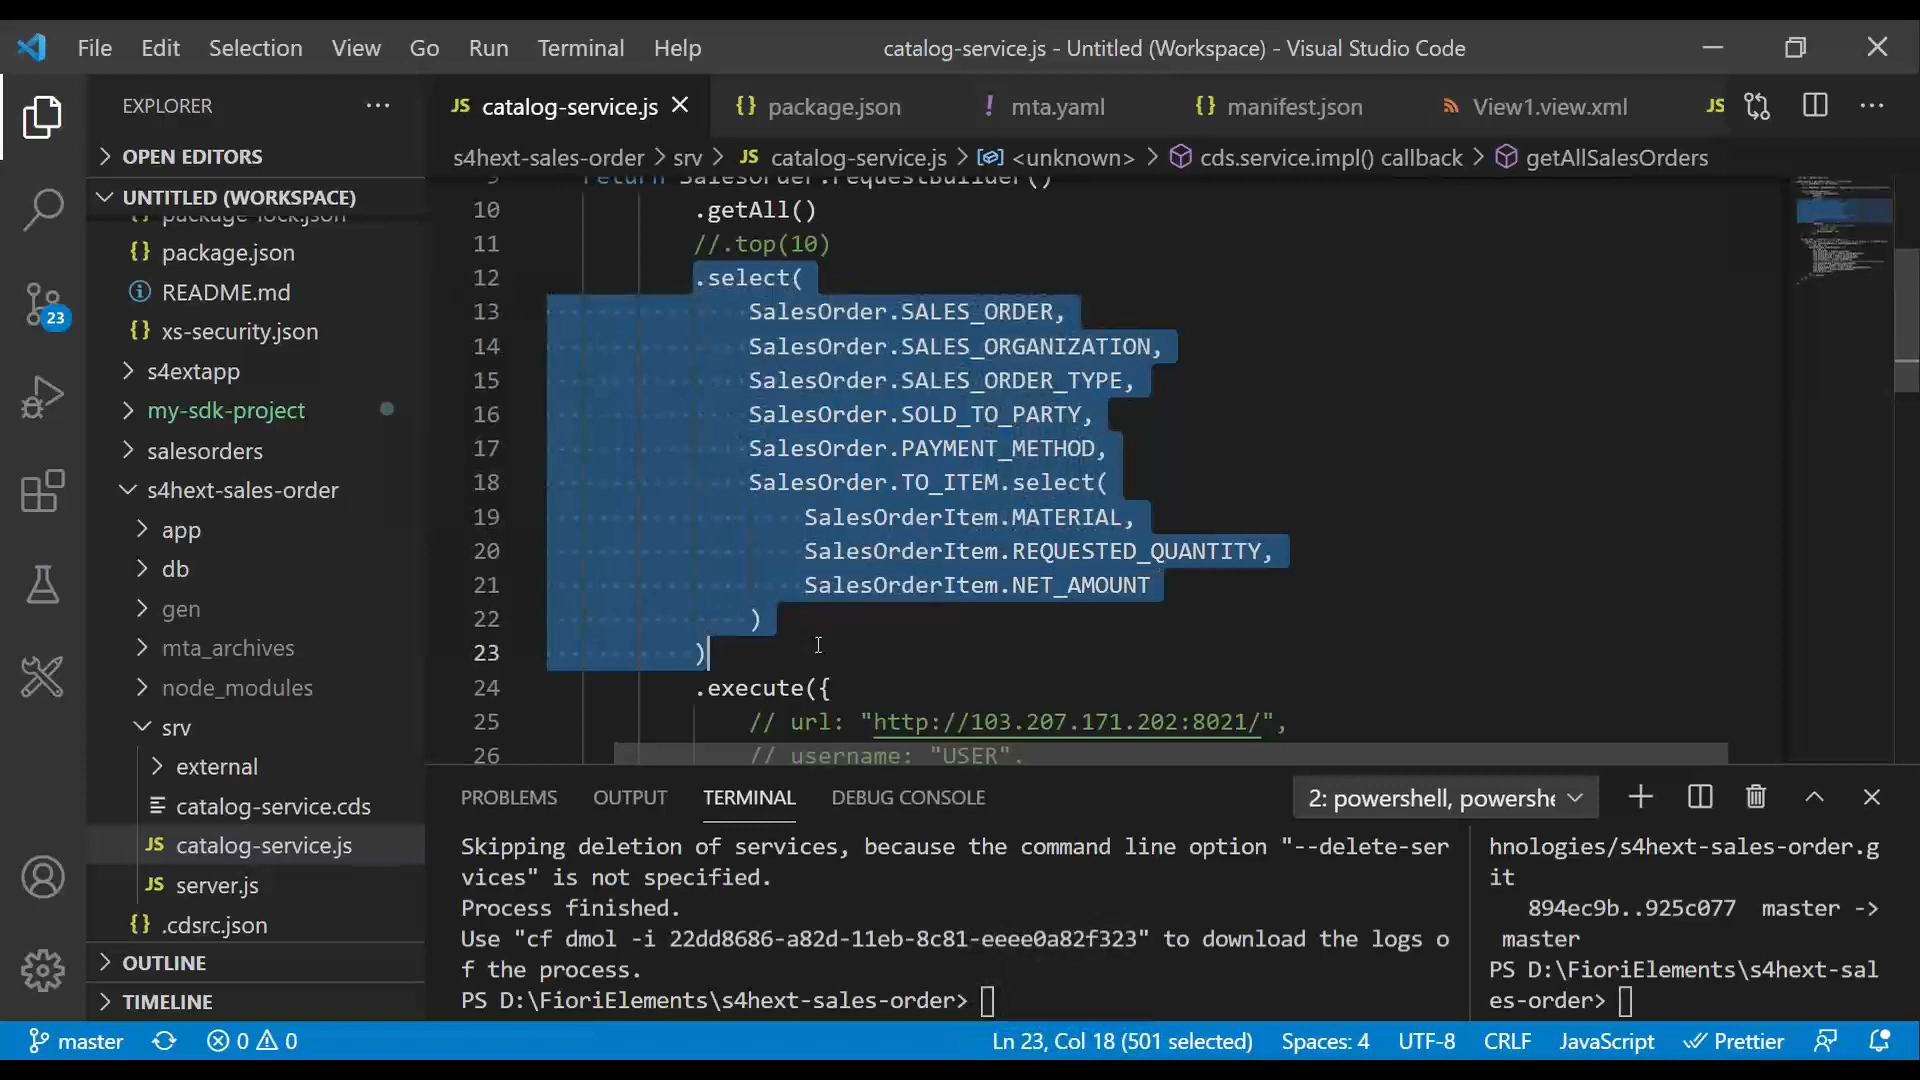 File Edit Selection View Go Run Terminal Help
catalog-service.js - Untitled (Workspace) - Visual Studio Code
EXPLORER
OPEN EDITORS
UNTITLED (WORKSPACE)
package-lock.json
package.json
README.md
xs-security.json
s4extapp
my-sdk-project
salesorders
s4hext-sales-order
app
db
gen
mta_archives
node_modules
srv
external
catalog-service.cds
catalog-service.js
server.js
.cdsrc.json
OUTLINE
TIMELINE
23
JS catalog-service.js {} package.json ! mta.yaml {} manifest.json View1.view.xml JS
s4hext-sales-order > srv > JS catalog-service.js > <unknown> > cds.service.impl() callback > getAllSalesOrders
9 return SalesOrder.requestBuilder()
10 .getAll()
11 //.top(10)
12 .select(
13 SalesOrder.SALES_ORDER,
14 SalesOrder.SALES_ORGANIZATION,
15 SalesOrder.SALES_ORDER_TYPE,
16 SalesOrder.SOLD_TO_PARTY,
17 SalesOrder.PAYMENT_METHOD,
18 SalesOrder.TO_ITEM.select(
19 SalesOrderItem.MATERIAL,
20 SalesOrderItem.REQUESTED_QUANTITY,
21 SalesOrderItem.NET_AMOUNT
22 )
23 )
24 .execute({
25 // url: "http://103.207.171.202:8021/",
26 // username: "USER",
PROBLEMS OUTPUT TERMINAL DEBUG CONSOLE
2: powershell, powershe
Skipping deletion of services, because the command line option "--delete-ser
vices" is not specified.
Process finished.
Use "cf dmol -i 22dd8686-a82d-11eb-8c81-eeee0a82f323" to download the logs o
f the process.
PS D:\FioriElements\s4hext-sales-order>
hnologies/s4hext-sales-order.g
it
894ec9b..925c077 master ->
master
PS D:\FioriElements\s4hext-sal
es-order>
master 0 0 Ln 23, Col 18 (501 selected) Spaces: 4 UTF-8 CRLF JavaScript Prettier